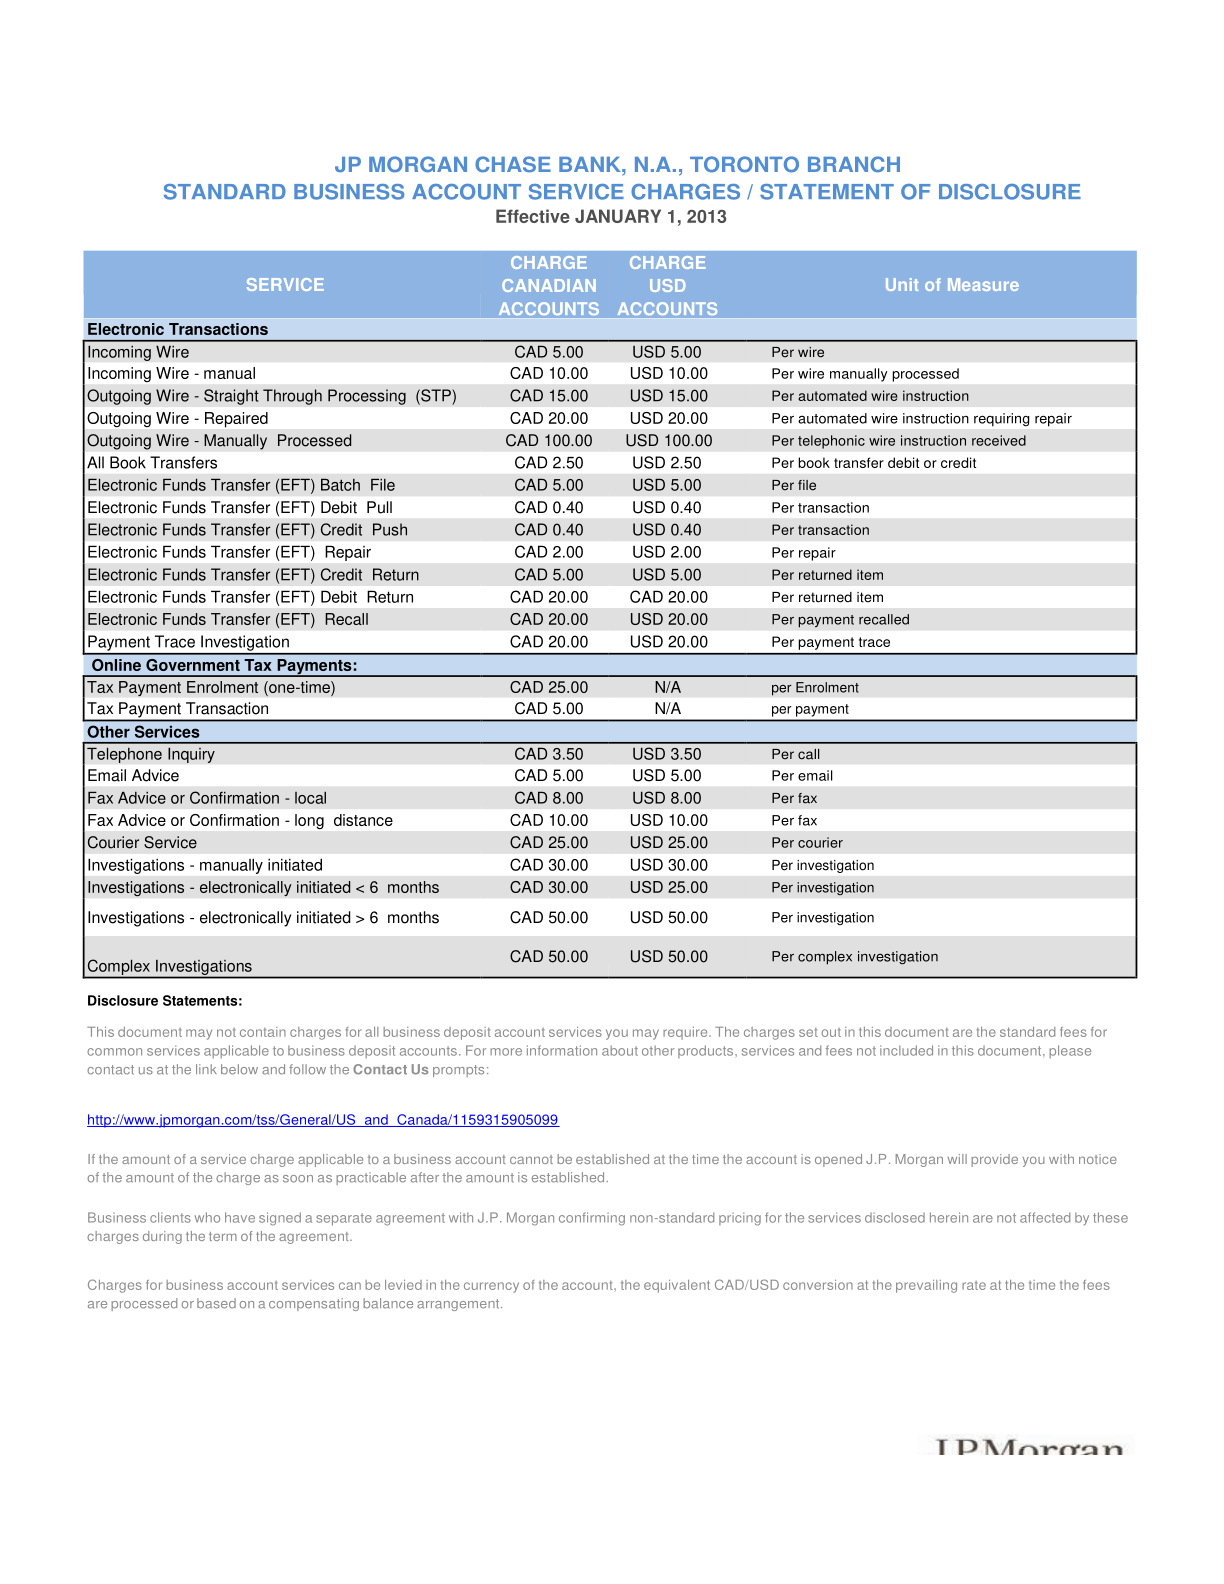 JP MORGAN CHASE BANK, N.A., TORONTO BRANCH
STANDARD BUSINESS ACCOUNT SERVICE CHARGES / STATEMENT OF DISCLOSURE
Effective JANUARY 1, 2013
SERVICE CHARGE CANADIAN ACCOUNTS CHARGE USD ACCOUNTS Unit of Measure
Electronic Transactions
Incoming Wire CAD 5.00 USD 5.00 Per wire
Incoming Wire - manual CAD 10.00 USD 10.00 Per wire manually processed
Outgoing Wire - Straight Through Processing (STP) CAD 15.00 USD 15.00 Per automated wire instruction
Outgoing Wire - Repaired CAD 20.00 USD 20.00 Per automated wire instruction requiring repair
Outgoing Wire - Manually Processed CAD 100.00 USD 100.00 Per telephonic wire instruction received
All Book Transfers CAD 2.50 USD 2.50 Per book transfer debit or credit
Electronic Funds Transfer (EFT) Batch File CAD 5.00 USD 5.00 Per file
Electronic Funds Transfer (EFT) Debit Pull CAD 0.40 USD 0.40 Per transaction
Electronic Funds Transfer (EFT) Credit Push CAD 0.40 USD 0.40 Per transaction
Electronic Funds Transfer (EFT) Repair CAD 2.00 USD 2.00 Per repair
Electronic Funds Transfer (EFT) Credit Return CAD 5.00 USD 5.00 Per returned item
Electronic Funds Transfer (EFT) Debit Return CAD 20.00 CAD 20.00 Per returned item
Electronic Funds Transfer (EFT) Recall CAD 20.00 USD 20.00 Per payment recalled
Payment Trace Investigation CAD 20.00 USD 20.00 Per payment trace
Online Government Tax Payments:
Tax Payment Enrolment (one-time) CAD 25.00 N/A per Enrolment
Tax Payment Transaction CAD 5.00 N/A per payment
Other Services
Telephone Inquiry CAD 3.50 USD 3.50 Per call
Email Advice CAD 5.00 USD 5.00 Per email
Fax Advice or Confirmation - local CAD 8.00 USD 8.00 Per fax
Fax Advice or Confirmation - long distance CAD 10.00 USD 10.00 Per fax
Courier Service CAD 25.00 USD 25.00 Per courier
Investigations - manually initiated CAD 30.00 USD 30.00 Per investigation
Investigations - electronically initiated < 6 months CAD 30.00 USD 25.00 Per investigation
Investigations - electronically initiated > 6 months CAD 50.00 USD 50.00 Per investigation
Complex Investigations CAD 50.00 USD 50.00 Per complex investigation
Disclosure Statements:
This document may not contain charges for all business deposit account services you may require. The charges set out in this document are the standard fees for
common services applicable to business deposit accounts. For more information about other products, services and fees not included in this document, please
contact us at the link below and follow the Contact Us prompts:
http://www.jpmorgan.com/tss/General/US_and_Canada/1159315905099
If the amount of a service charge applicable to a business account cannot be established at the time the account is opened J.P. Morgan will provide you with notice
of the amount of the charge as soon as practicable after the amount is established.
Business clients who have signed a separate agreement with J.P. Morgan confirming non-standard pricing for the services disclosed herein are not affected by these
charges during the term of the agreement.
Charges for business account services can be levied in the currency of the account, the equivalent CAD/USD conversion at the prevailing rate at the time the fees
are processed or based on a compensating balance arrangement.
J.P.Morgan